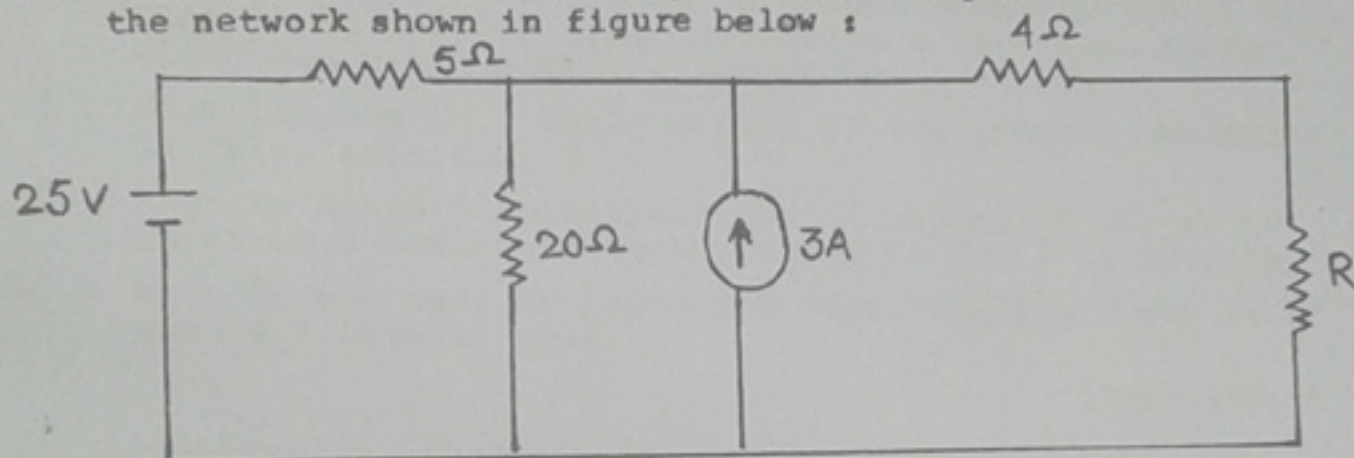 the network shown in figure below :
4Ω
5Ω
25V
20Ω
3A
R